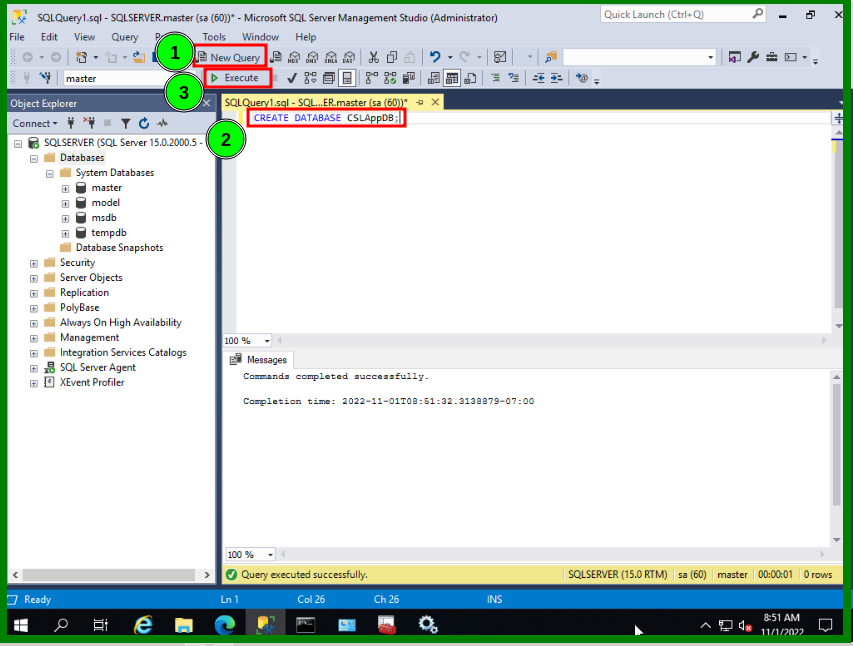 SQLQuery1.sql - SQLSERVER.master (sa (60))* - Microsoft SQL Server Management Studio (Administrator)
Quick Launch (Ctrl+Q)
File Edit View Query Tools Window Help
1
New Query
MDX DMX XMLA DAX
master
Execute
3
Object Explorer
SQLQuery1.sql - SQL...ER.master (sa (60))*
Connect
CREATE DATABASE CSLAppDB;
2
SQLSERVER (SQL Server 15.0.2000.5 -
Databases
System Databases
master
model
msdb
tempdb
Database Snapshots
Security
Server Objects
Replication
PolyBase
Always On High Availability
Management
Integration Services Catalogs
SQL Server Agent
XEvent Profiler
100 %
Messages
Commands completed successfully.
Completion time: 2022-11-01T08:51:32.3138879-07:00
100 %
Query executed successfully.
SQLSERVER (15.0 RTM) sa (60) master 00:00:01 0 rows
Ready Ln 1 Col 26 Ch 26 INS
8:51 AM
11/1/2022